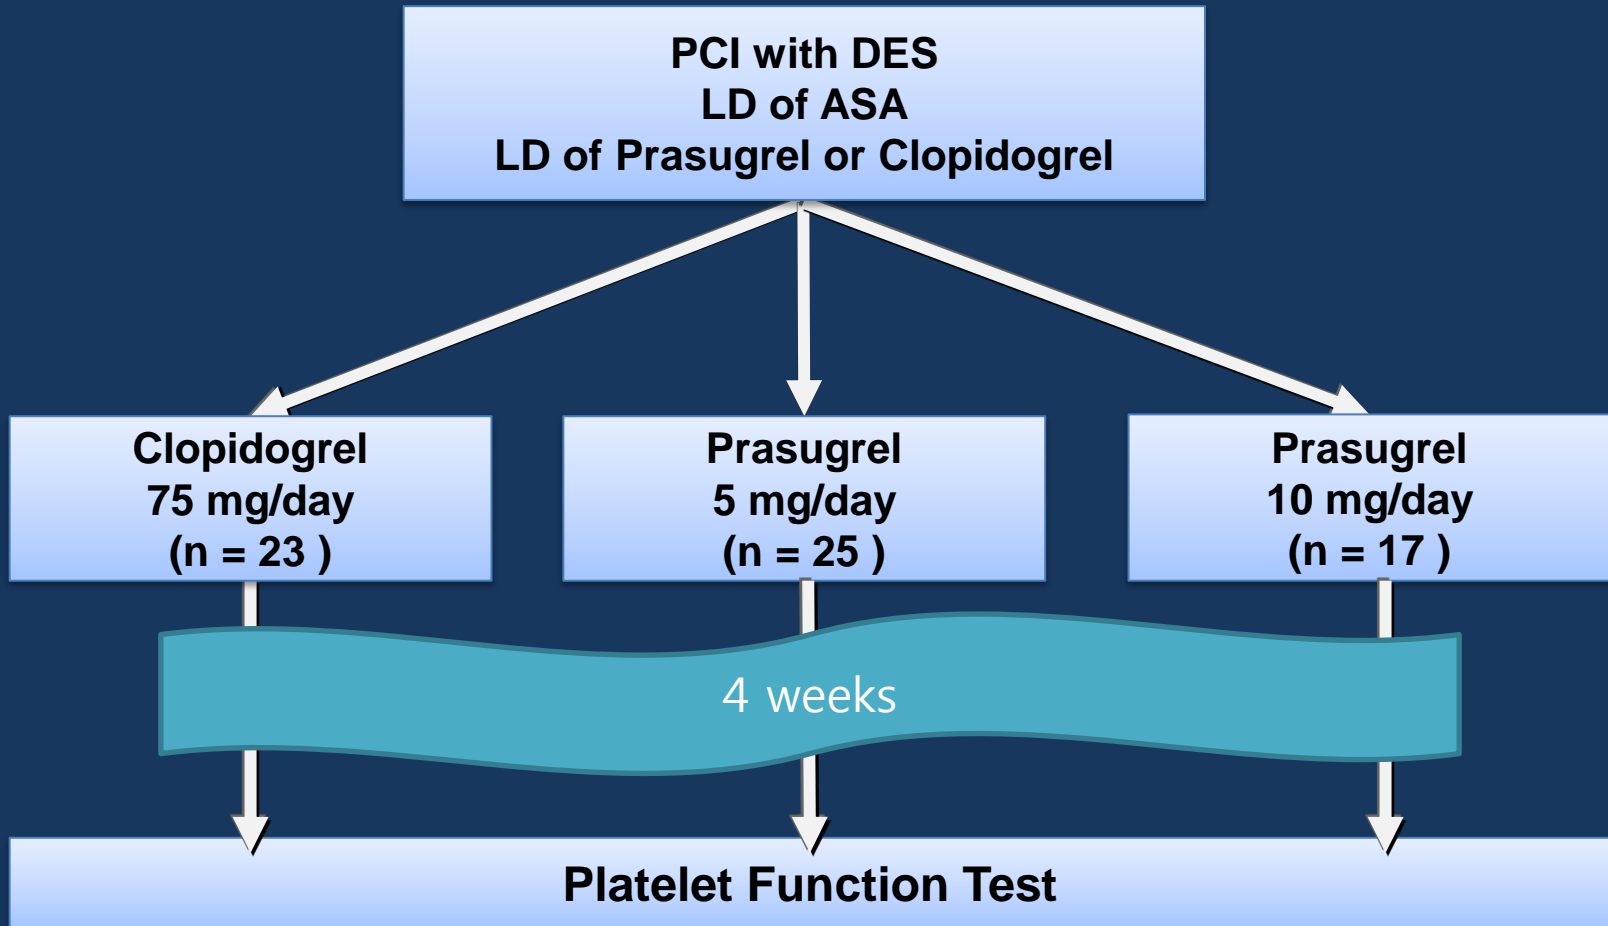 PCI with DES
LD of ASA
LD of Prasugrel or Clopidogrel
Clopidogrel
75 mg/day
(n = 23 )
Prasugrel
5 mg/day
(n = 25 )
Prasugrel
10 mg/day
(n = 17 )
4 weeks
Platelet Function Test